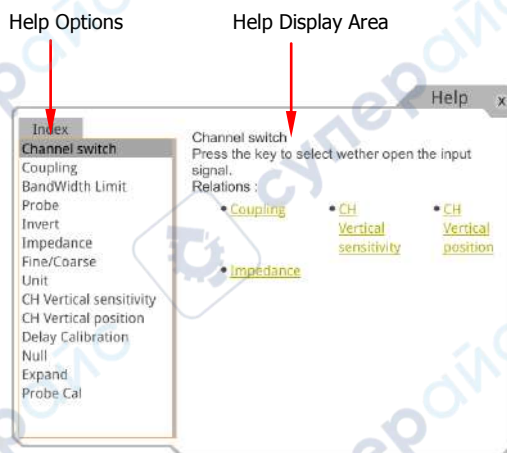 Help Options
Help Display Area
Help x
Index
Channel switch
Coupling
BandWidth Limit
Probe
Invert
Impedance
Fine/Coarse
Unit
CH Vertical sensitivity
CH Vertical position
Delay Calibration
Null
Expand
Probe Cal
Channel switch
Press the key to select wether open the input
signal.
Relations :
• Coupling
• CH
Vertical
sensitivity
• CH
Vertical
position
• Impedance
суперайс